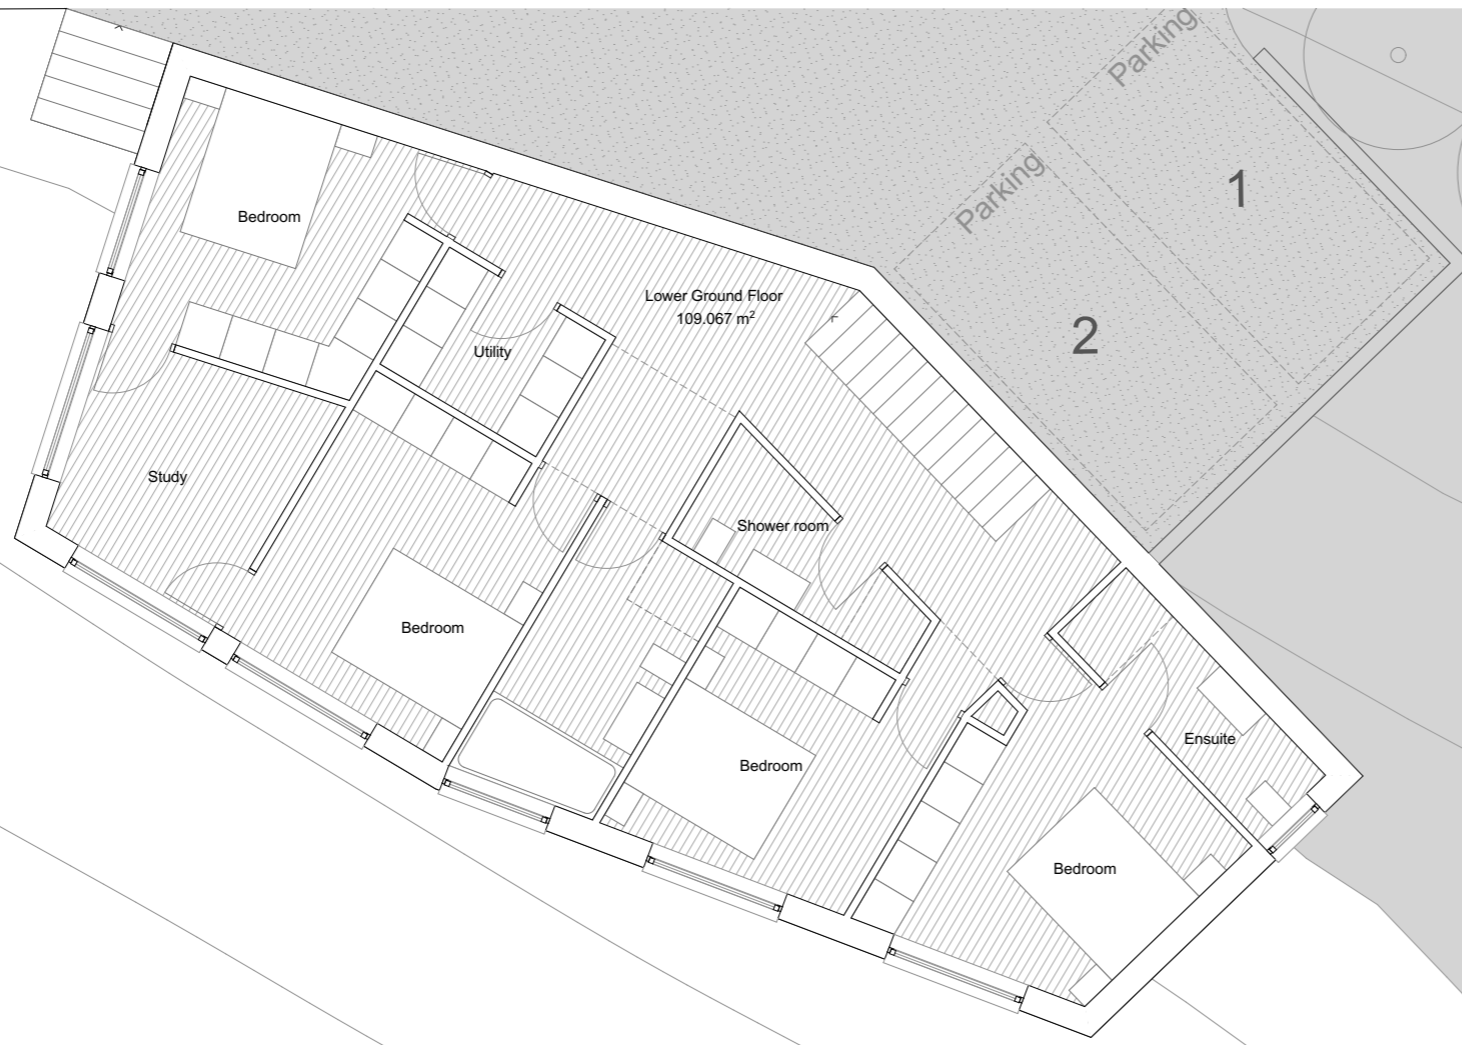 Parking
1
Parking
2
Bedroom
Lower Ground Floor
109.067 m²
Utility
Study
Shower room
Bedroom
Ensuite
Bedroom
Bedroom